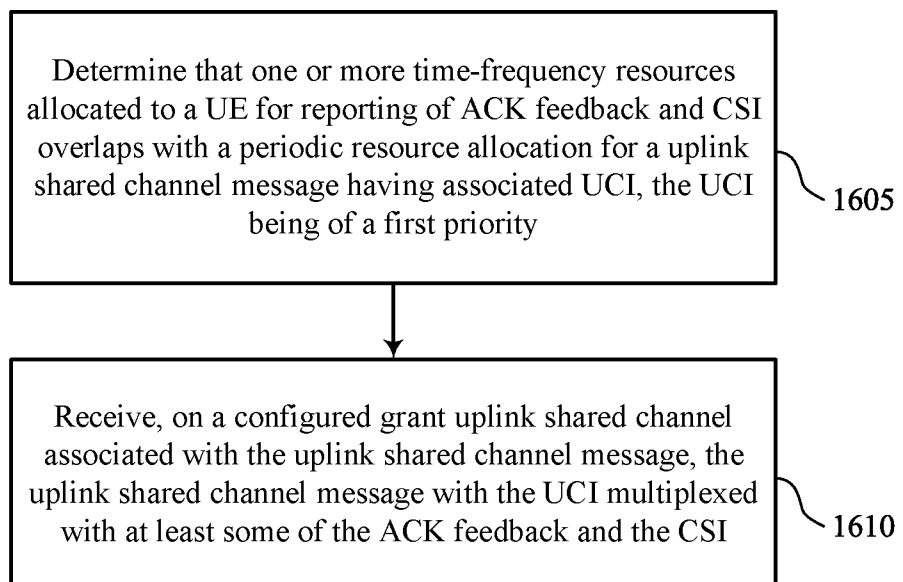 Determine that one or more time-frequency resources
allocated to a UE for reporting of ACK feedback and CSI
overlaps with a periodic resource allocation for a uplink
shared channel message having associated UCI, the UCI
being of a first priority
1605
Receive, on a configured grant uplink shared channel
associated with the uplink shared channel message, the
uplink shared channel message with the UCI multiplexed
with at least some of the ACK feedback and the CSI
1610